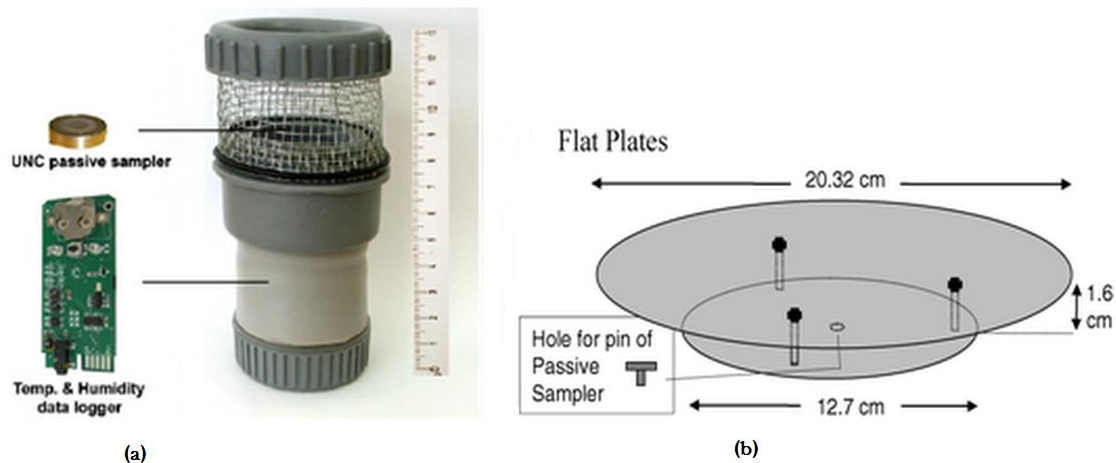 UNC passive sampler
Temp. & Humidity
data logger
(a)
Flat Plates
20.32 cm
1.6
cm
Hole for pin of
Passive
Sampler
12.7 cm
(b)